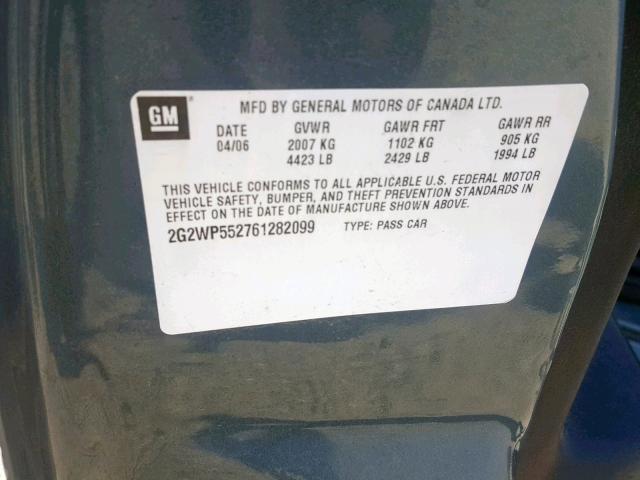 GM
MFD BY GENERAL MOTORS OF CANADA LTD.
DATE GVWR GAWR FRT GAWR RR
04/06 2007 KG 1102 KG 905 KG
4423 LB 2429 LB 1994 LB
THIS VEHICLE CONFORMS TO ALL APPLICABLE U.S. FEDERAL MOTOR
VEHICLE SAFETY, BUMPER, AND THEFT PREVENTION STANDARDS IN
EFFECT ON THE DATE OF MANUFACTURE SHOWN ABOVE.
2G2WP552761282099 TYPE: PASS CAR